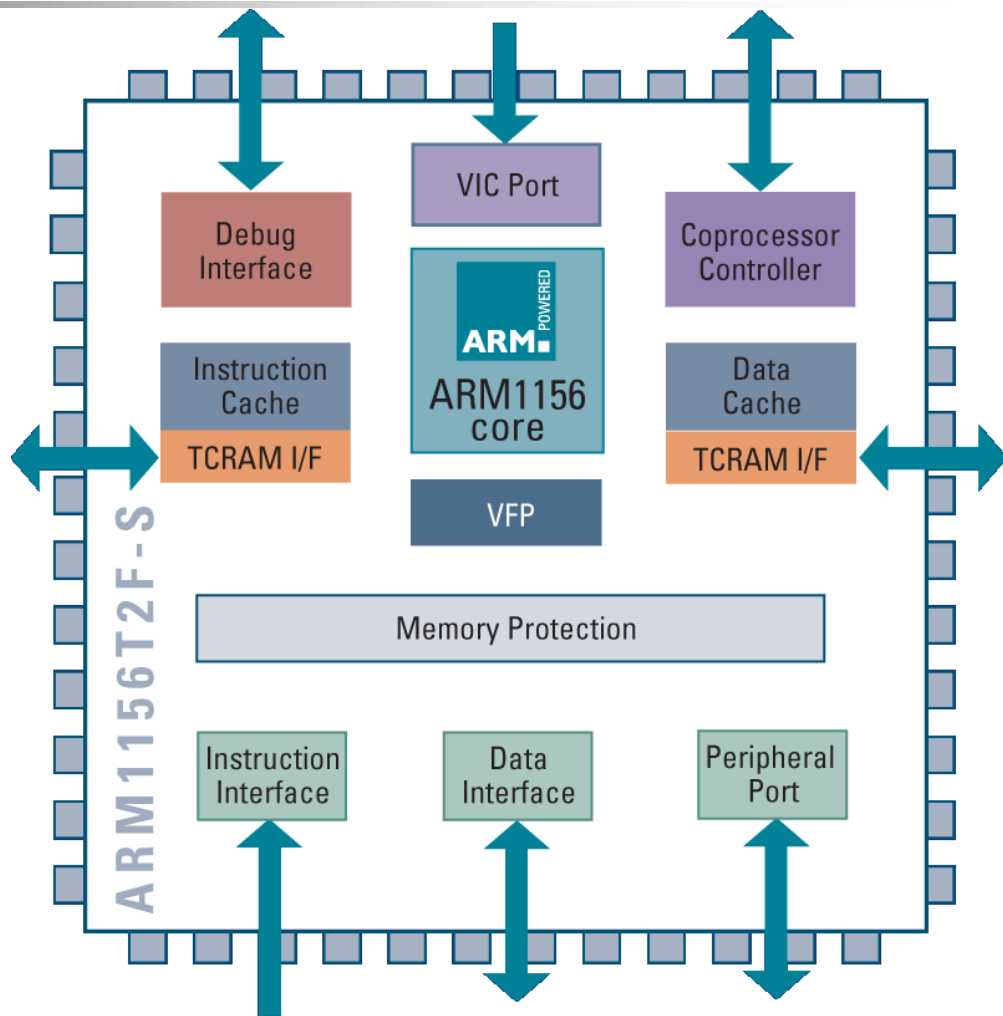 VIC Port
Debug
Interface
Coprocessor
Controller
ARM POWERED
ARM1156
core
Instruction
Cache
TCRAM I/F
Data
Cache
TCRAM I/F
VFP
ARM1156T2F-S
Memory Protection
Instruction
Interface
Data
Interface
Peripheral
Port